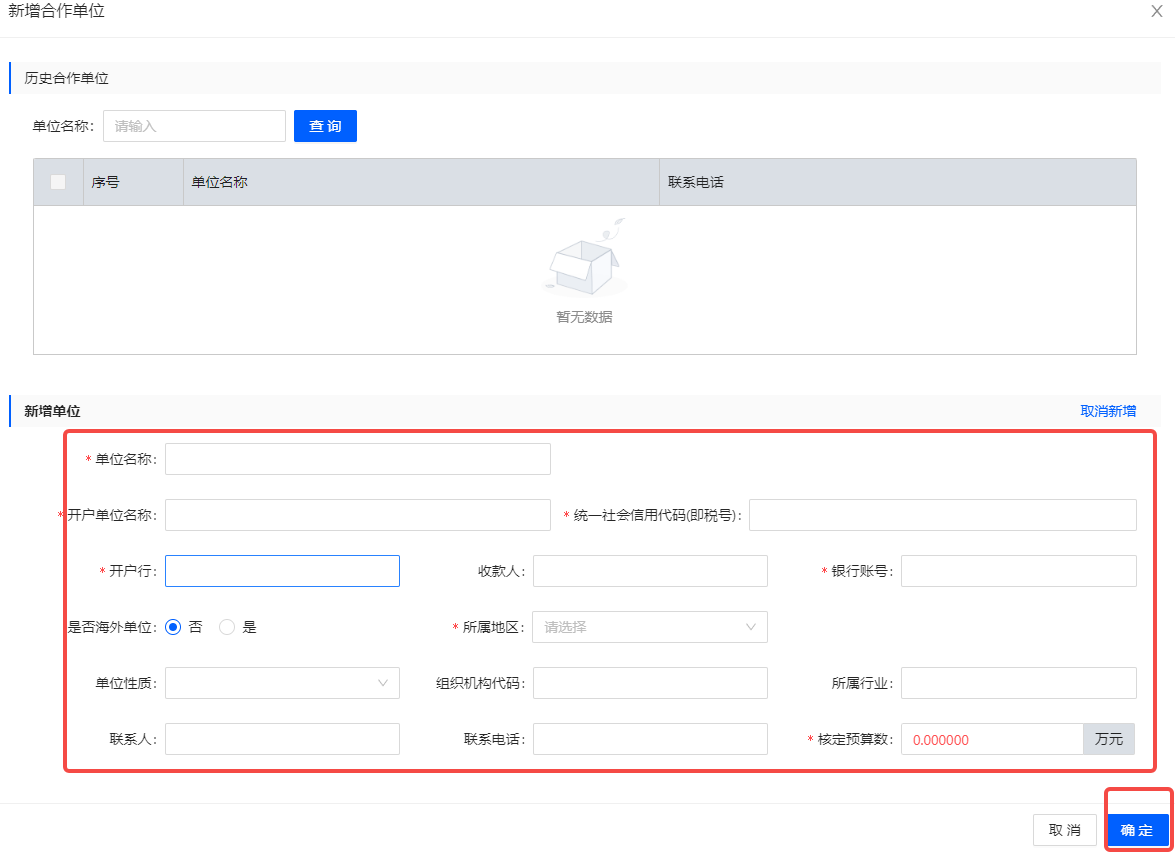 新增合作单位
历史合作单位
单位名称： 请输入 查 询
序号 单位名称 联系电话
暂无数据
新增单位 取消新增
* 单位名称：
* 开户单位名称： * 统一社会信用代码(即税号)：
* 开户行： 收款人： * 银行账号：
是否海外单位： 否 是 * 所属地区： 请选择
单位性质： 组织机构代码： 所属行业：
联系人： 联系电话： * 核定预算数： 0.000000 万元
取 消 确 定